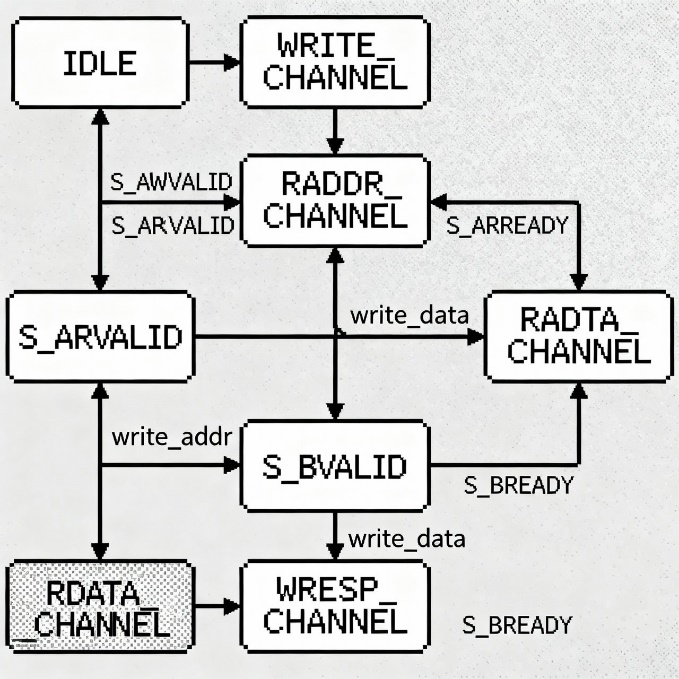 IDLE
WRITE_
CHANNEL
S_AWVALID
S_ARVALID
RADDR_
CHANNEL
S_ARREADY
S_ARVALID
write_data
RADTA_
CHANNEL
write_addr
S_BVALID
S_BREADY
write_data
RDATA_
_CHANNEL
WRESP_
CHANNEL
S_BREADY